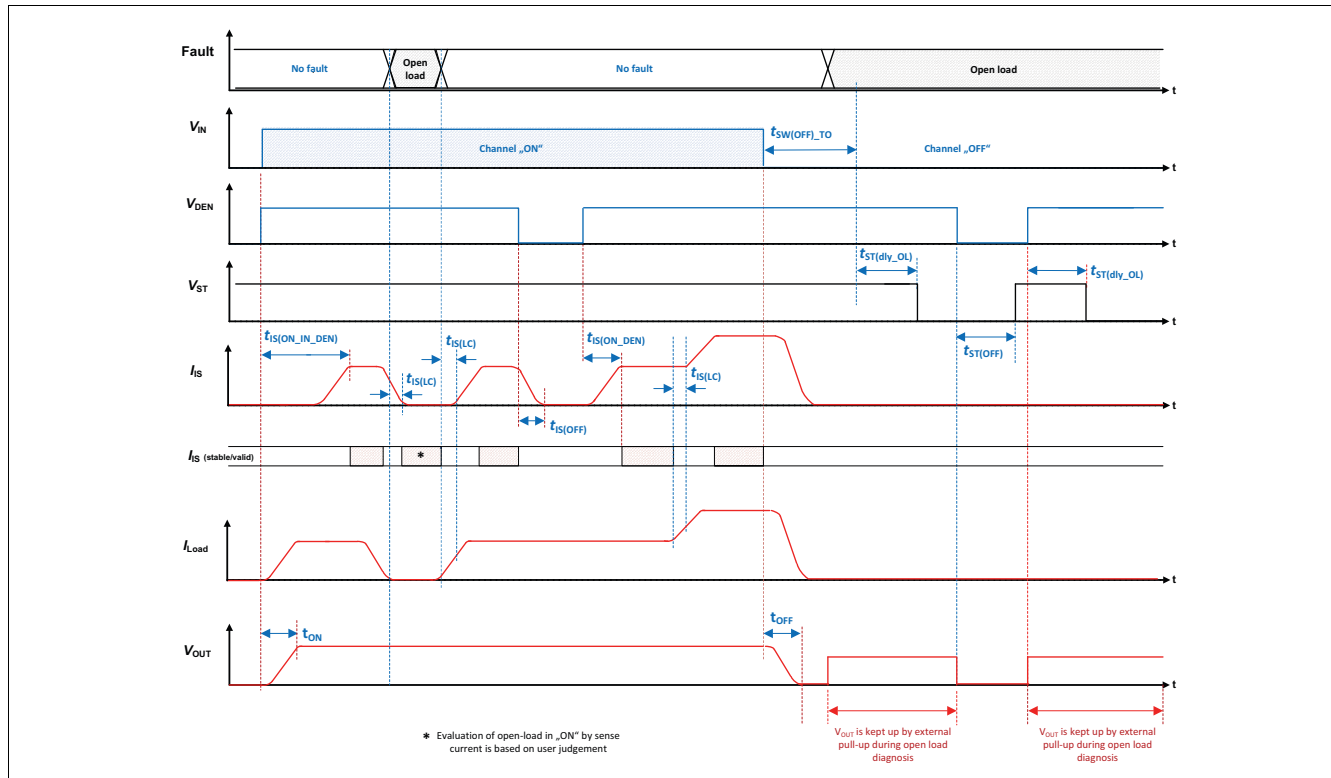 Fault
No fault
Open
load
No fault
Open load
t
VIN
Channel „ON“
tSW(OFF)_TO
Channel „OFF“
t
VDEN
t
VST
tST(dly_OL)
tST(dly_OL)
t
tST(OFF)
IIS
tIS(ON_IN_DEN)
tIS(LC)
tIS(LC)
tIS(OFF)
tIS(ON_DEN)
tIS(LC)
t
IIS (stable/valid)
*
ILoad
t
VOUT
tON
tOFF
t
* Evaluation of open-load in „ON“ by sense
current is based on user judgement
VOUT is kept up by external
pull-up during open load
diagnosis
VOUT is kept up by external
pull-up during open load
diagnosis